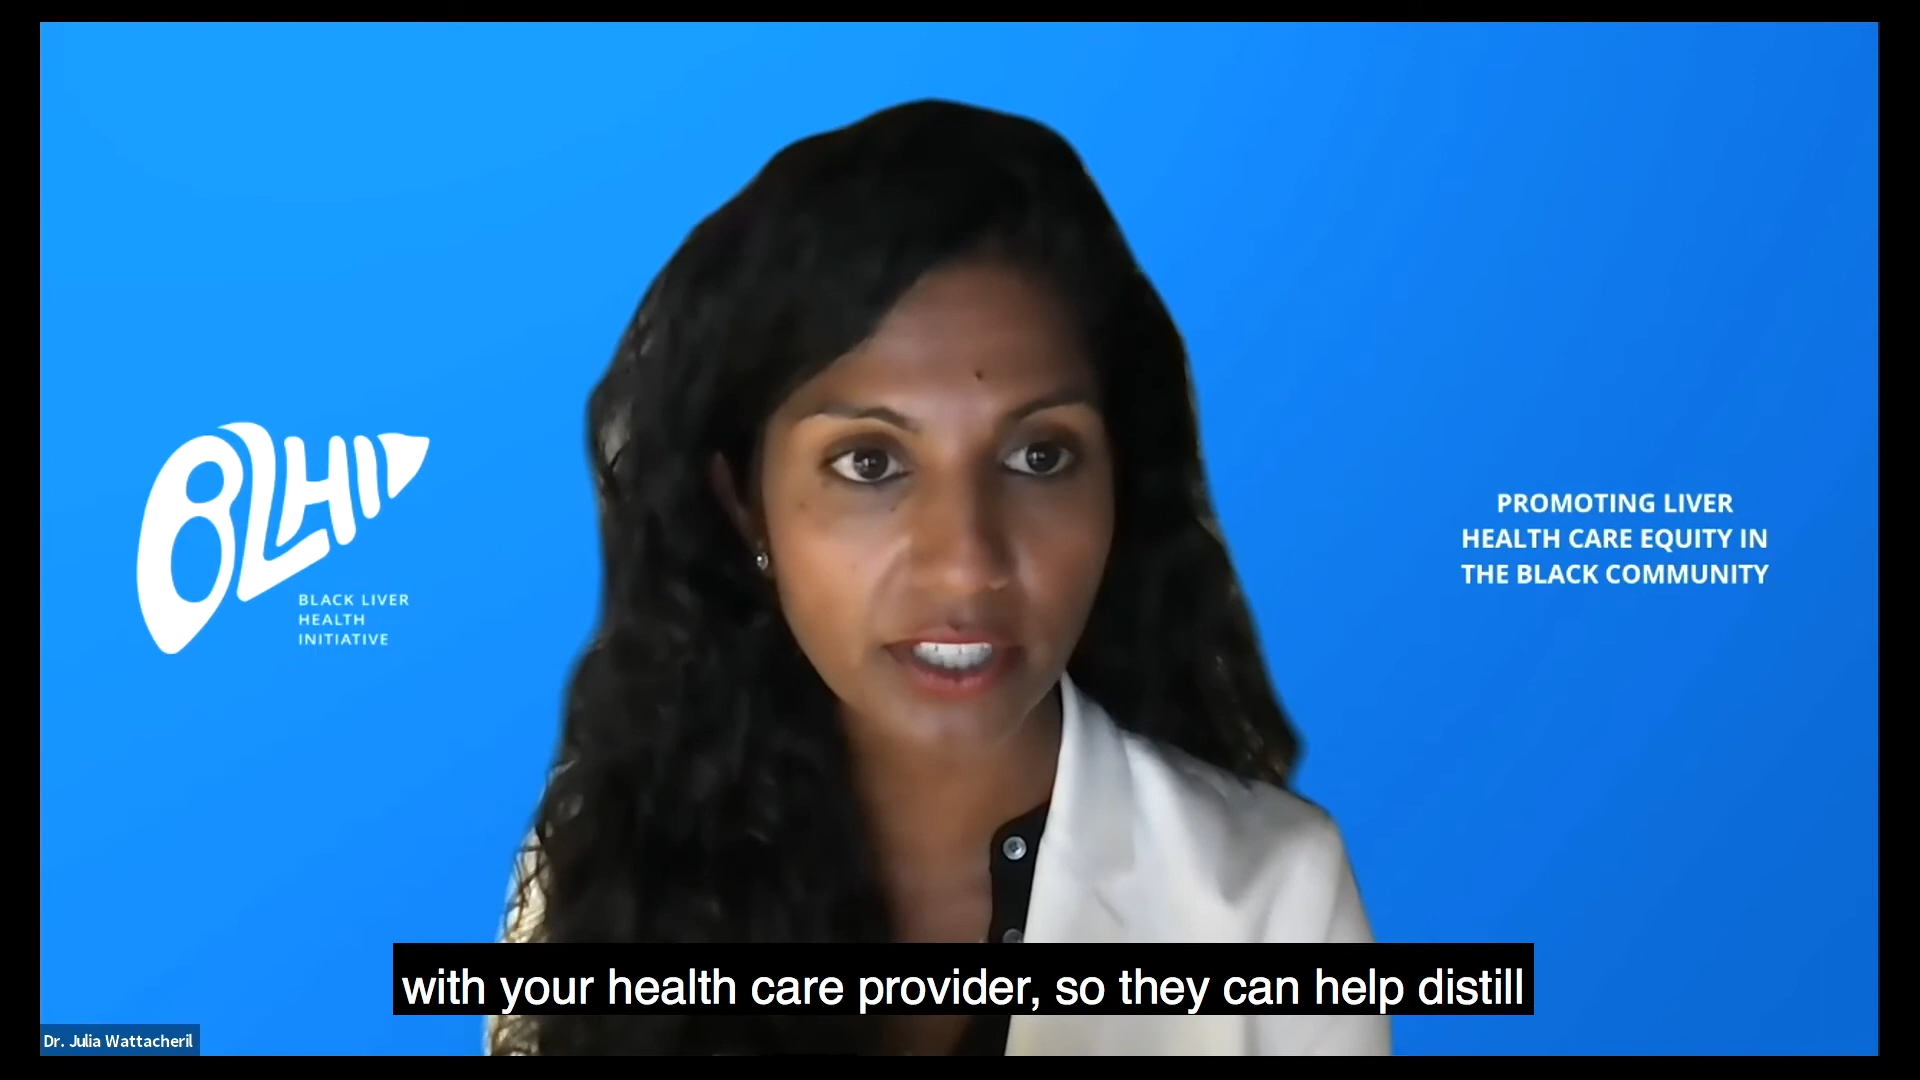 BLHI
BLACK LIVER
HEALTH
INITIATIVE
PROMOTING LIVER
HEALTH CARE EQUITY IN
THE BLACK COMMUNITY
with your health care provider, so they can help distill
Dr. Julia Wattacheril